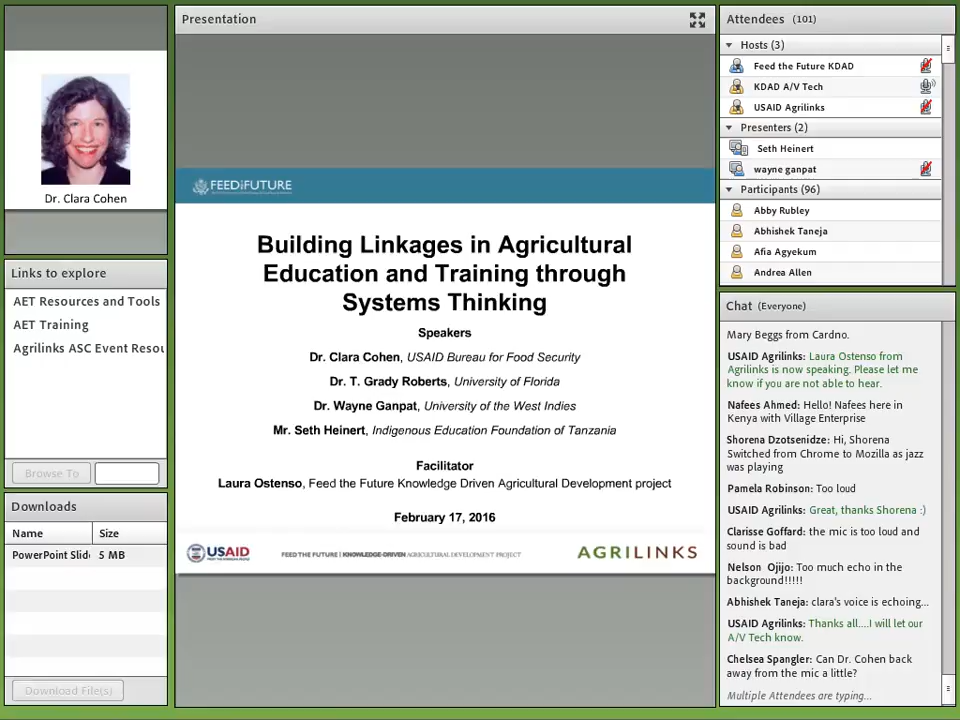 Dr. Clara Cohen
Links to explore
AET Resources and Tools
AET Training
Agrilinks ASC Event Resou
Browse To
Downloads
Name Size
PowerPoint Slide 5 MB
Download File(s)
Presentation
FEED THE FUTURE
Building Linkages in Agricultural
Education and Training through
Systems Thinking
Speakers
Dr. Clara Cohen, USAID Bureau for Food Security
Dr. T. Grady Roberts, University of Florida
Dr. Wayne Ganpat, University of the West Indies
Mr. Seth Heinert, Indigenous Education Foundation of Tanzania
Facilitator
Laura Ostenso, Feed the Future Knowledge Driven Agricultural Development project
February 17, 2016
USAID
FROM THE AMERICAN PEOPLE
FEED THE FUTURE | KNOWLEDGE-DRIVEN AGRICULTURAL DEVELOPMENT PROJECT
AGRILINKS
Attendees (101)
Hosts (3)
Feed the Future KDAD
KDAD A/V Tech
USAID Agrilinks
Presenters (2)
Seth Heinert
wayne ganpat
Participants (96)
Abby Rubley
Abhishek Taneja
Afia Agyekum
Andrea Allen
Chat (Everyone)
Mary Beggs from Cardno.
USAID Agrilinks: Laura Ostenso from
Agrilinks is now speaking. Please let me
know if you are not able to hear.
Nafees Ahmed: Hello! Nafees here in
Kenya with Village Enterprise
Shorena Dzotsenidze: Hi, Shorena
Switched from Chrome to Mozilla as jazz
was playing
Pamela Robinson: Too loud
USAID Agrilinks: Great, thanks Shorena :)
Clarisse Goffard: the mic is too loud and
sound is bad
Nelson Ojijo: Too much echo in the
background!!!!!
Abhishek Taneja: clara's voice is echoing...
USAID Agrilinks: Thanks all....I will let our
A/V Tech know.
Chelsea Spangler: Can Dr. Cohen back
away from the mic a little?
Multiple Attendees are typing...